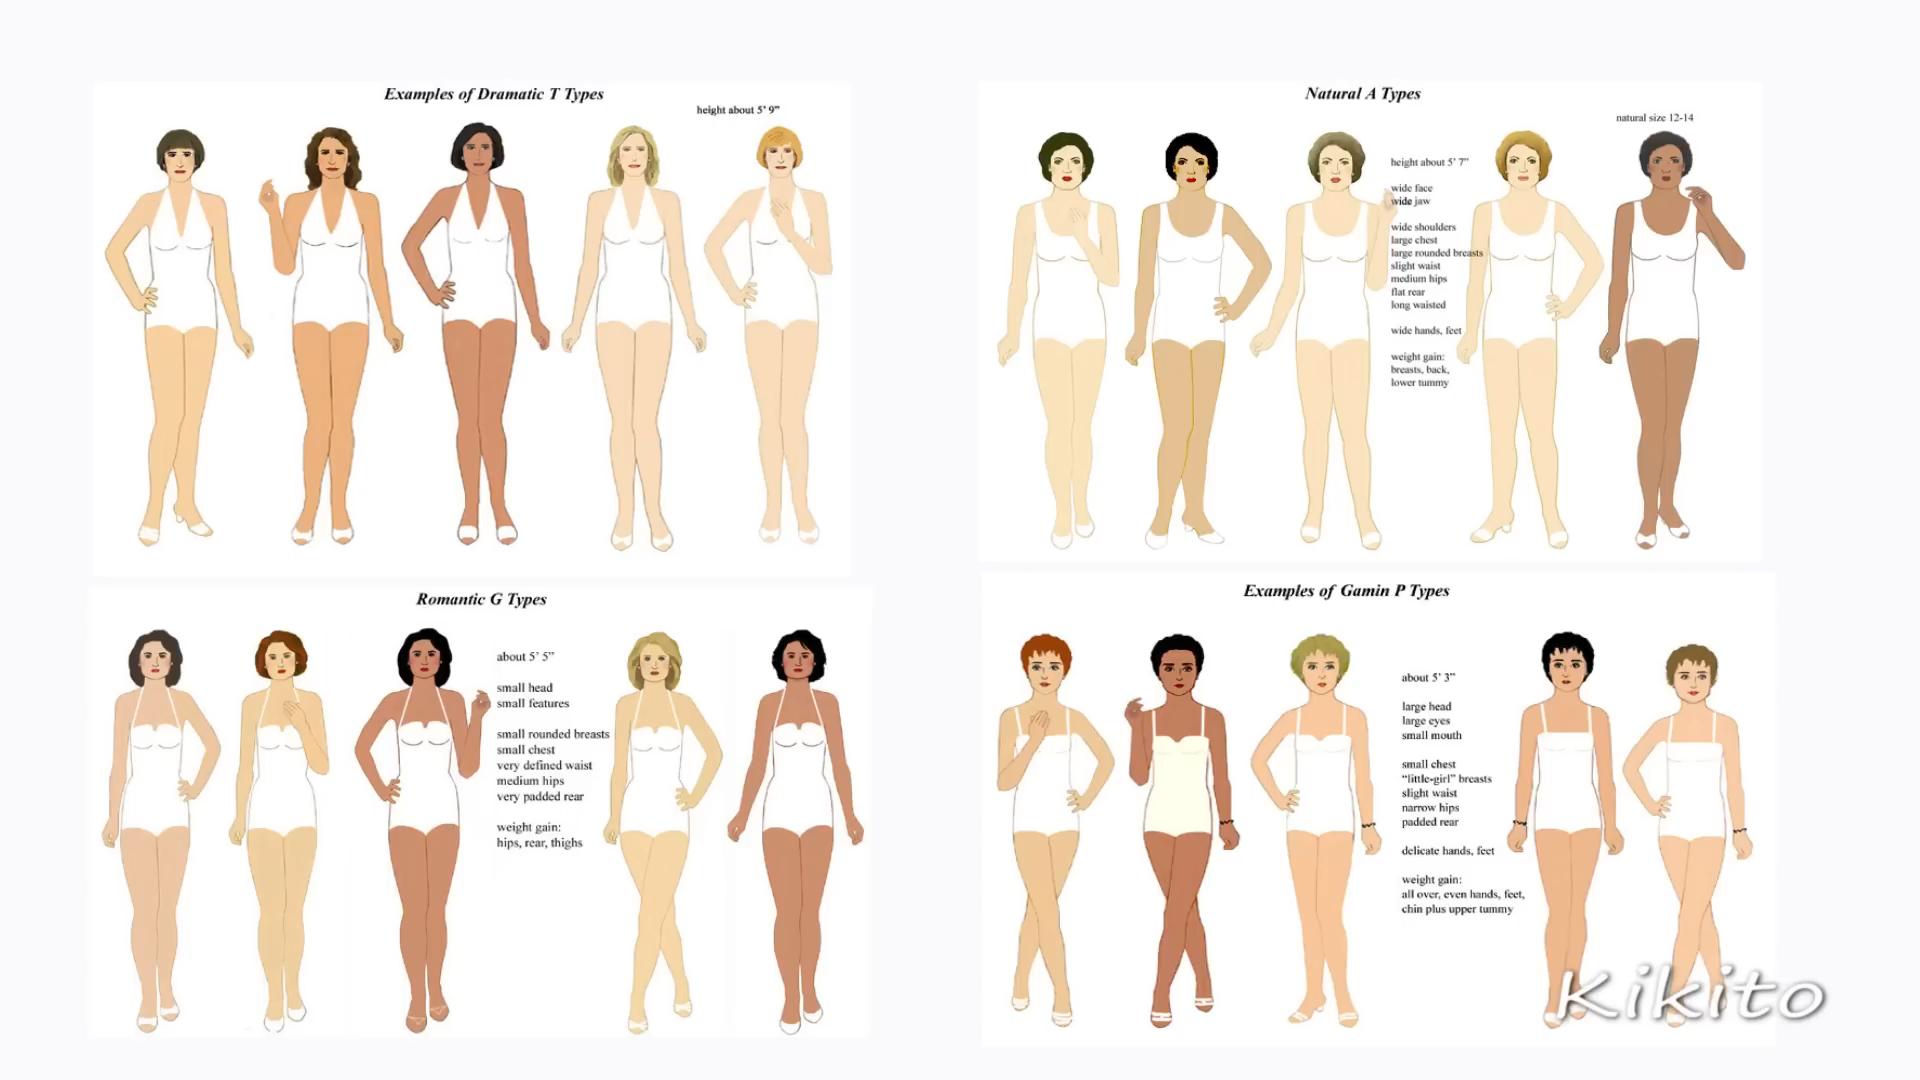 Examples of Dramatic T Types
height about 5' 9"
Natural A Types
natural size 12-14
height about 5' 7"
wide face
wide jaw
wide shoulders
large chest
large rounded breasts
slight waist
medium hips
flat rear
long waisted
wide hands, feet
weight gain:
breasts, back,
lower tummy
Romantic G Types
about 5' 5"
small head
small features
small rounded breasts
small chest
very defined waist
medium hips
very padded rear
weight gain:
hips, rear, thighs
Examples of Gamin P Types
about 5' 3"
large head
large eyes
small mouth
small chest
"little-girl" breasts
slight waist
narrow hips
padded rear
delicate hands, feet
weight gain:
all over, even hands, feet,
chin plus upper tummy
Kikito